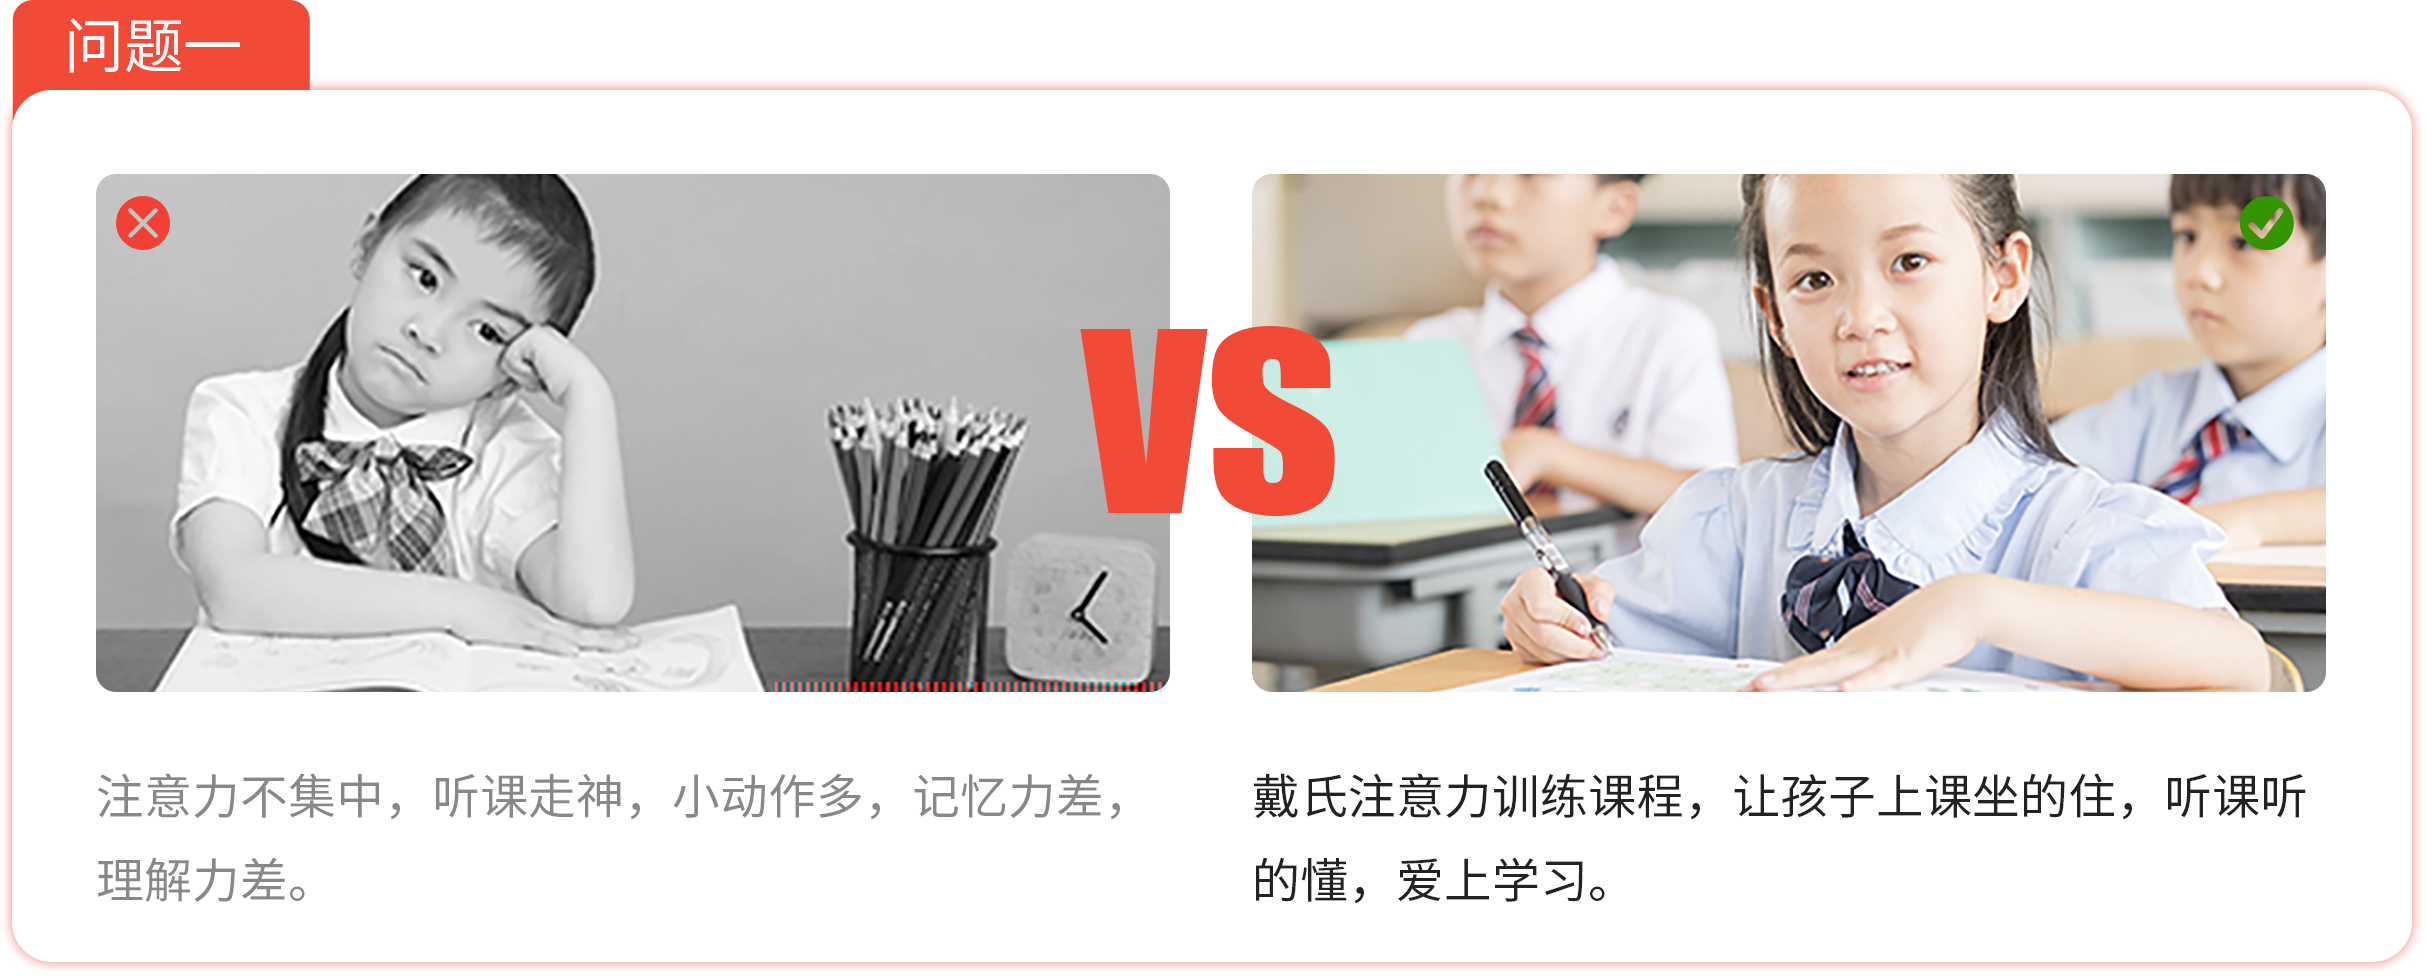 问题一
VS
注意力不集中，听课走神，小动作多，记忆力差，
理解力差。
戴氏注意力训练课程，让孩子上课坐的住，听课听
的懂，爱上学习。